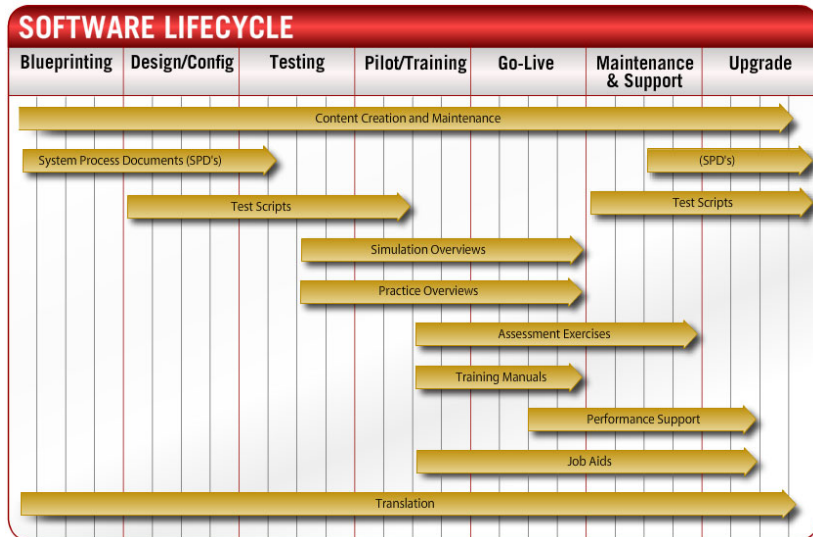 SOFTWARE LIFECYCLE
Blueprinting Design/Config Testing Pilot/Training Go-Live Maintenance & Support Upgrade
Content Creation and Maintenance
System Process Documents (SPD's) (SPD's)
Test Scripts Test Scripts
Simulation Overviews
Practice Overviews
Assessment Exercises
Training Manuals
Performance Support
Job Aids
Translation